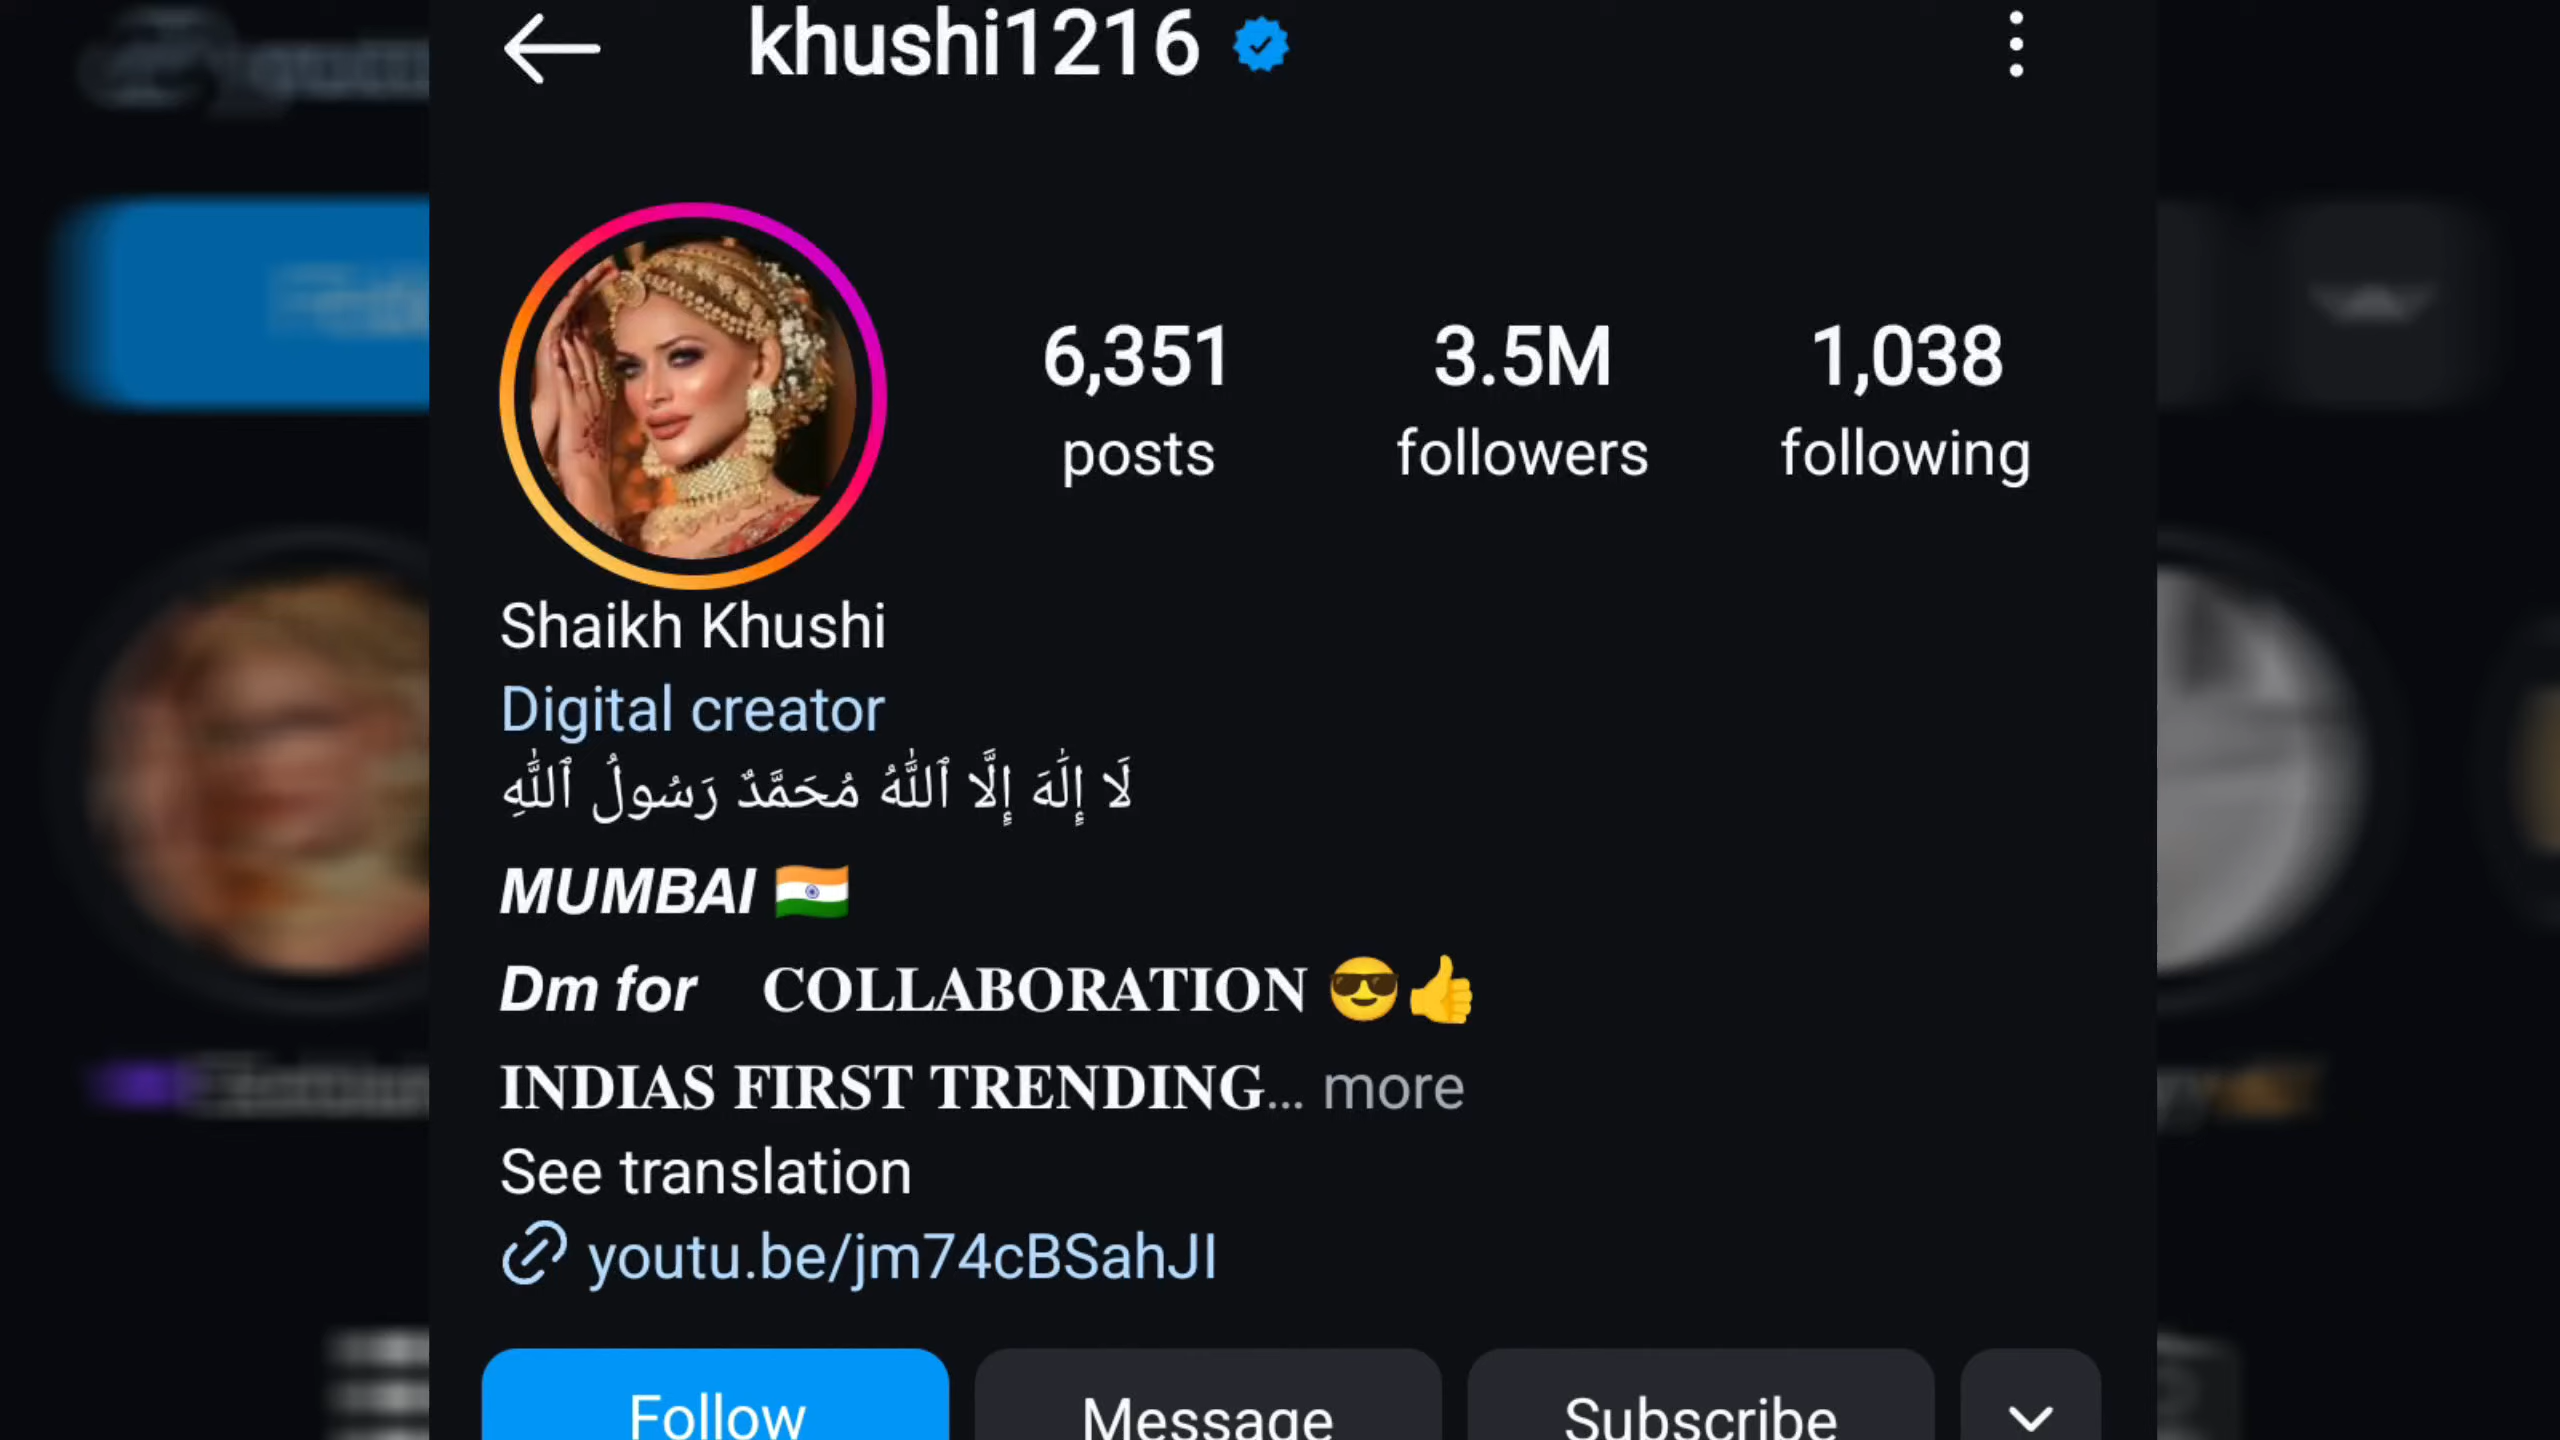 khushi1216
6,351 3.5M 1,038
posts followers following
Shaikh Khushi
Digital creator
لَا إِلَٰهَ إِلَّا ٱللَّٰهُ مُحَمَّدٌ رَسُولُ ٱللَّٰهِ
MUMBAI 🇮🇳
Dm for COLLABORATION 😎👍
INDIAS FIRST TRENDING... more
See translation
youtu.be/jm74cBSahJI
Follow Message Subscribe